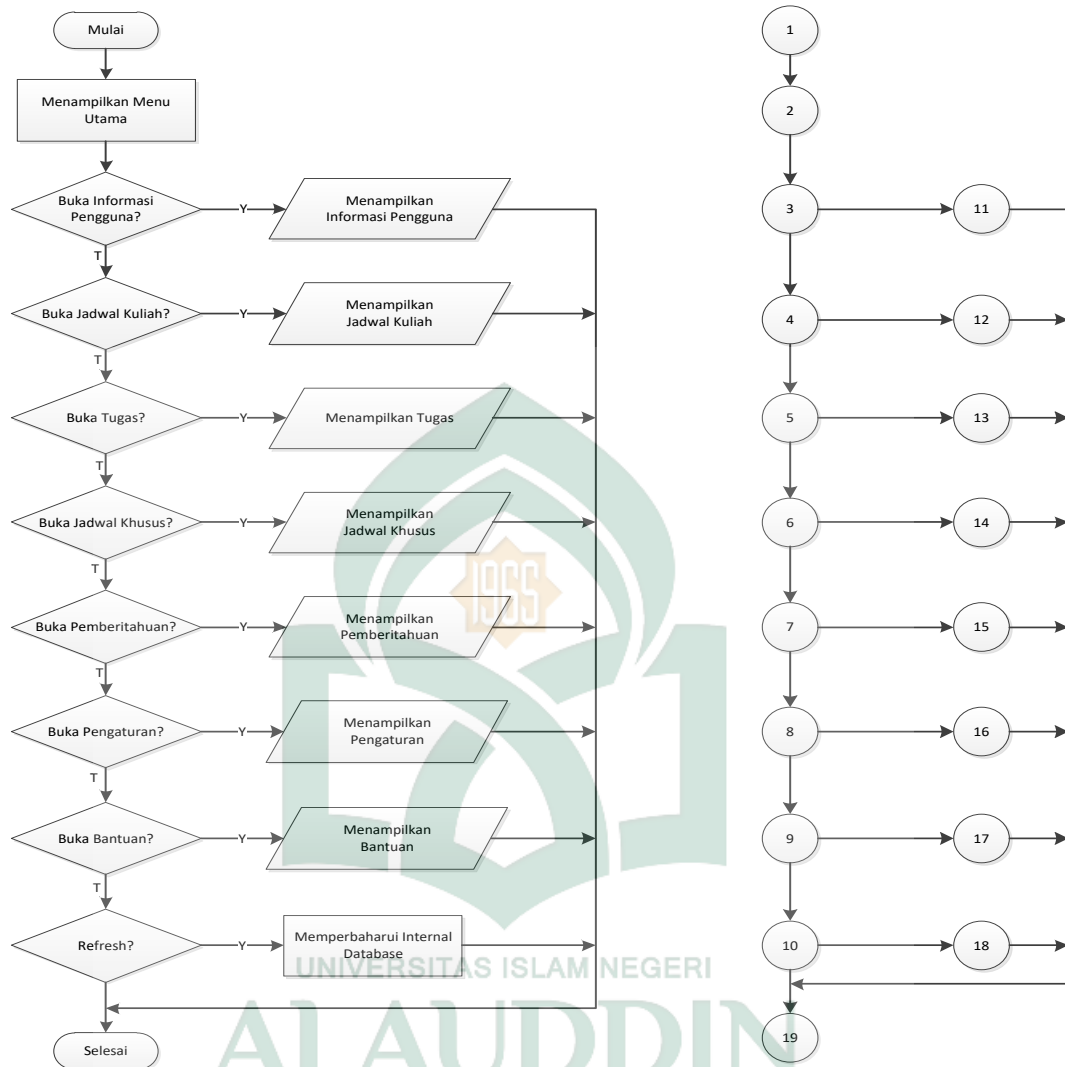 Mulai
Menampilkan Menu
Utama
Buka Informasi
Pengguna?
Y
Menampilkan
Informasi Pengguna
T
Buka Jadwal Kuliah?
Y
Menampilkan
Jadwal Kuliah
T
Buka Tugas?
Y
Menampilkan Tugas
T
Buka Jadwal Khusus?
Y
Menampilkan
Jadwal Khusus
T
Buka Pemberitahuan?
Y
Menampilkan
Pemberitahuan
T
Buka Pengaturan?
Y
Menampilkan
Pengaturan
T
Buka Bantuan?
Y
Menampilkan
Bantuan
T
Refresh?
Y
Memperbaharui Internal
Database
Selesai
1
2
3
11
4
12
5
13
6
14
7
15
8
16
9
17
10
18
19
1965
UNIVERSITAS ISLAM NEGERI
ALAUDDIN